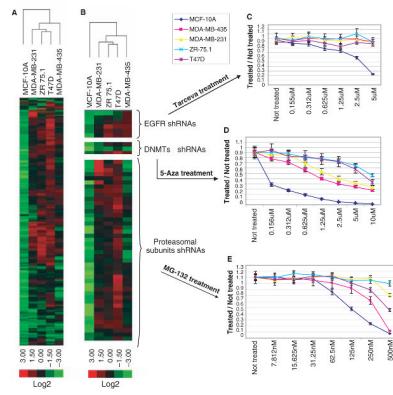 A
B
C
D
E
MCF-10A
MDA-MB-435
MDA-MB-231
ZR-75.1
T47D
MCF-10A
MDA-MB-231
ZR 75.1
T47D
MDA-MB-435
MCF-10A
MDA-MB-231
ZR 75.1
T47D
MDA-MB-435
EGFR shRNAs
DNMTs shRNAs
Proteasomal
subunits shRNAs
Tarceva treatment
5-Aza treatment
MG-132 treatment
3.00
1.50
0.00
−1.50
−3.00
Log2
3.00
1.50
0.00
−1.50
−3.00
Log2
Treated / Not treated
Not treated
0.155uM
0.312uM
0.625uM
1.25uM
2.5uM
5uM
Treated / Not treated
Not treated
0.156uM
0.312uM
0.625uM
1.25uM
2.5uM
5uM
10uM
Treated / Not treated
Not treated
7.812nM
15.625nM
31.25nM
62.5nM
125nM
250nM
500nM